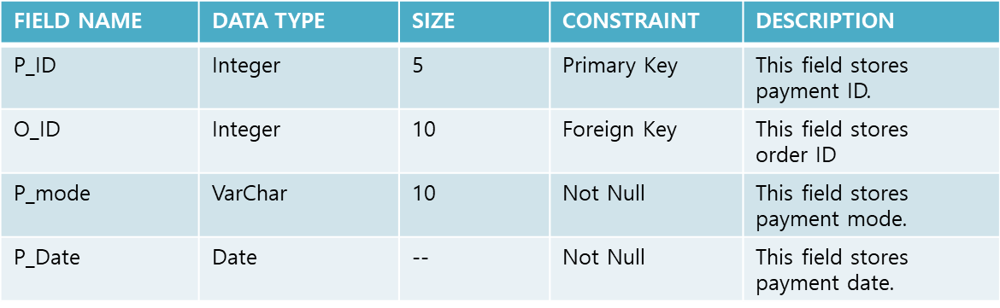 FIELD NAME DATA TYPE SIZE CONSTRAINT DESCRIPTION
P_ID Integer 5 Primary Key This field stores
payment ID.
O_ID Integer 10 Foreign Key This field stores
order ID
P_mode VarChar 10 Not Null This field stores
payment mode.
P_Date Date -- Not Null This field stores
payment date.